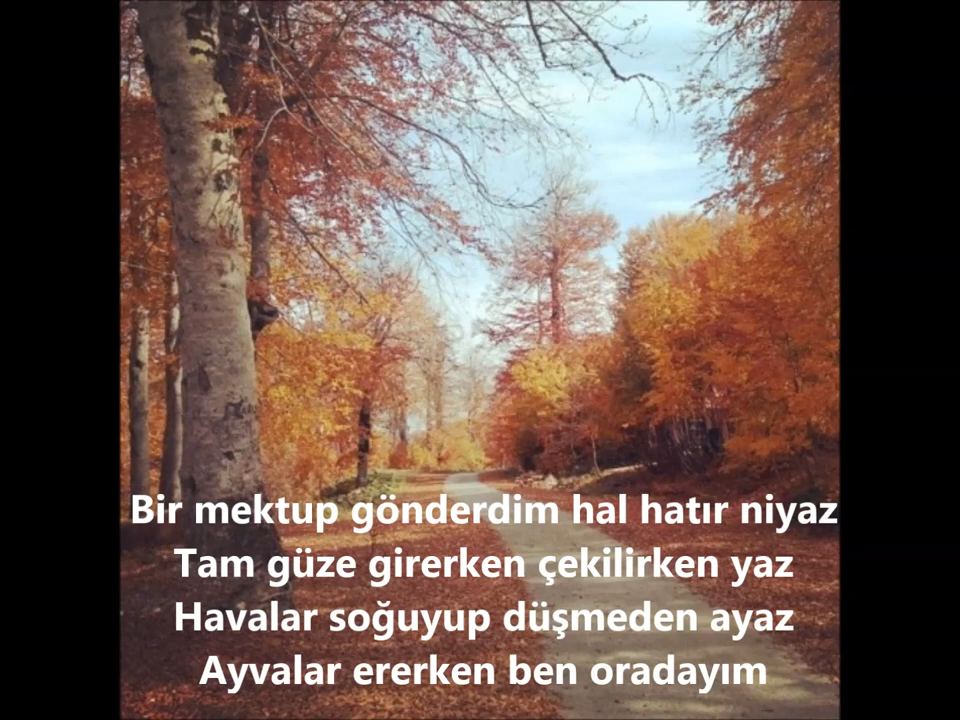 Bir mektup gönderdim hal hatır niyaz
Tam güze girerken çekilirken yaz
Havalar soğuyup düşmeden ayaz
Ayvalar ererken ben oradayım